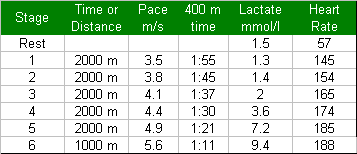 Stage Time or Distance Pace m/s 400 m time Lactate mmol/l Heart Rate
Rest 1.5 57
1 2000 m 3.5 1:55 1.3 145
2 2000 m 3.8 1:45 1.4 154
3 2000 m 4.1 1:37 2 165
4 2000 m 4.4 1:30 3.6 174
5 2000 m 4.9 1:21 7.2 185
6 1000 m 5.6 1:11 9.4 188